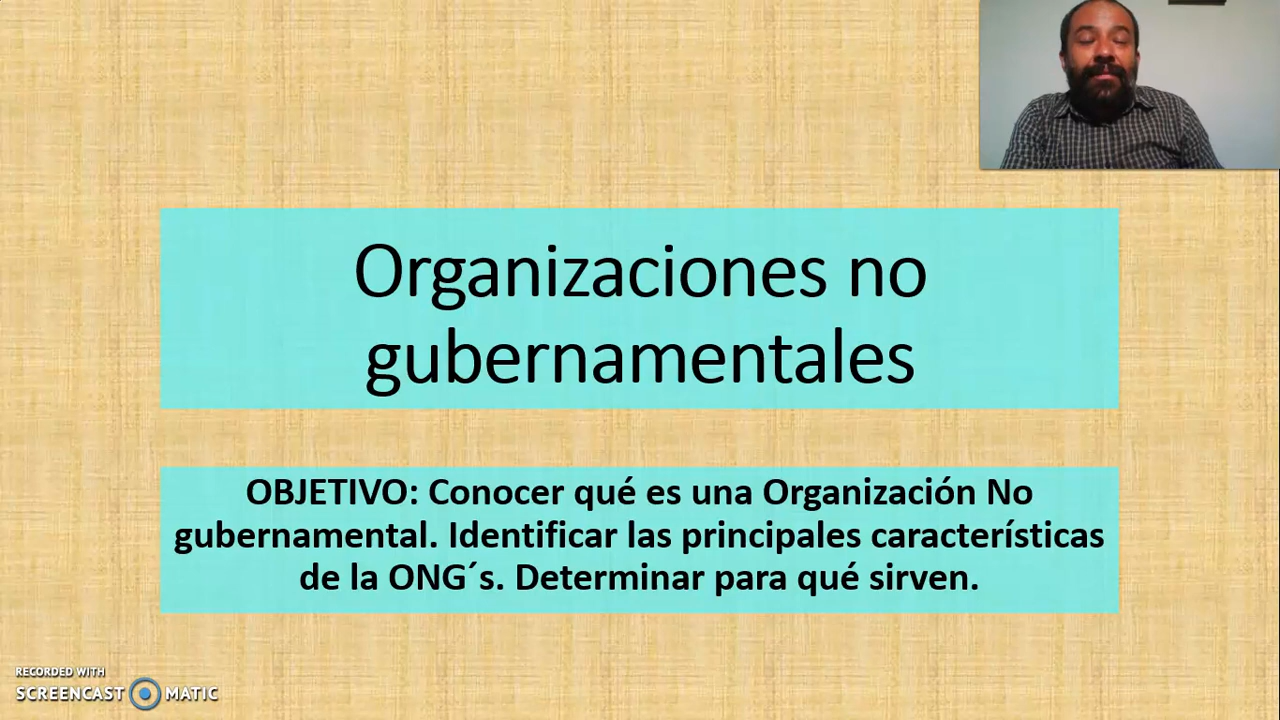 Organizaciones no
gubernamentales
OBJETIVO: Conocer qué es una Organización No
gubernamental. Identificar las principales características
de la ONG´s. Determinar para qué sirven.
RECORDED WITH
SCREENCAST MATIC